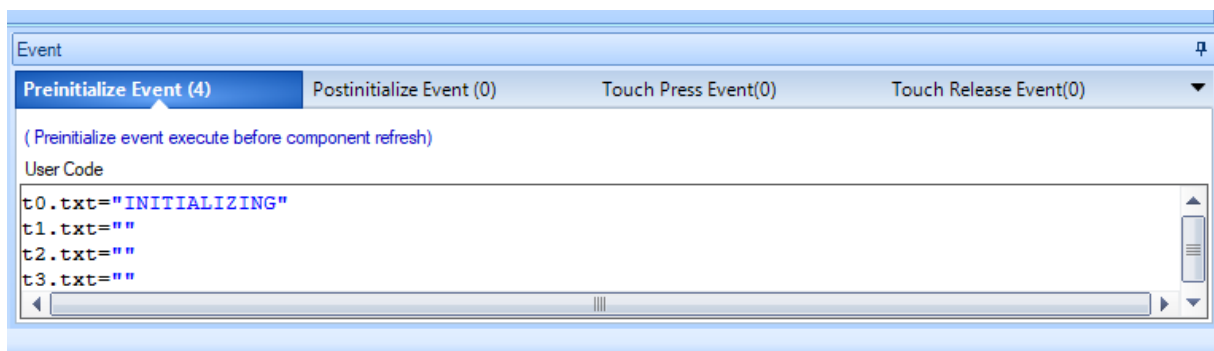 Event
Preinitialize Event (4) Postinitialize Event (0) Touch Press Event(0) Touch Release Event(0)
( Preinitialize event execute before component refresh)
User Code
t0.txt="INITIALIZING"
t1.txt=""
t2.txt=""
t3.txt=""